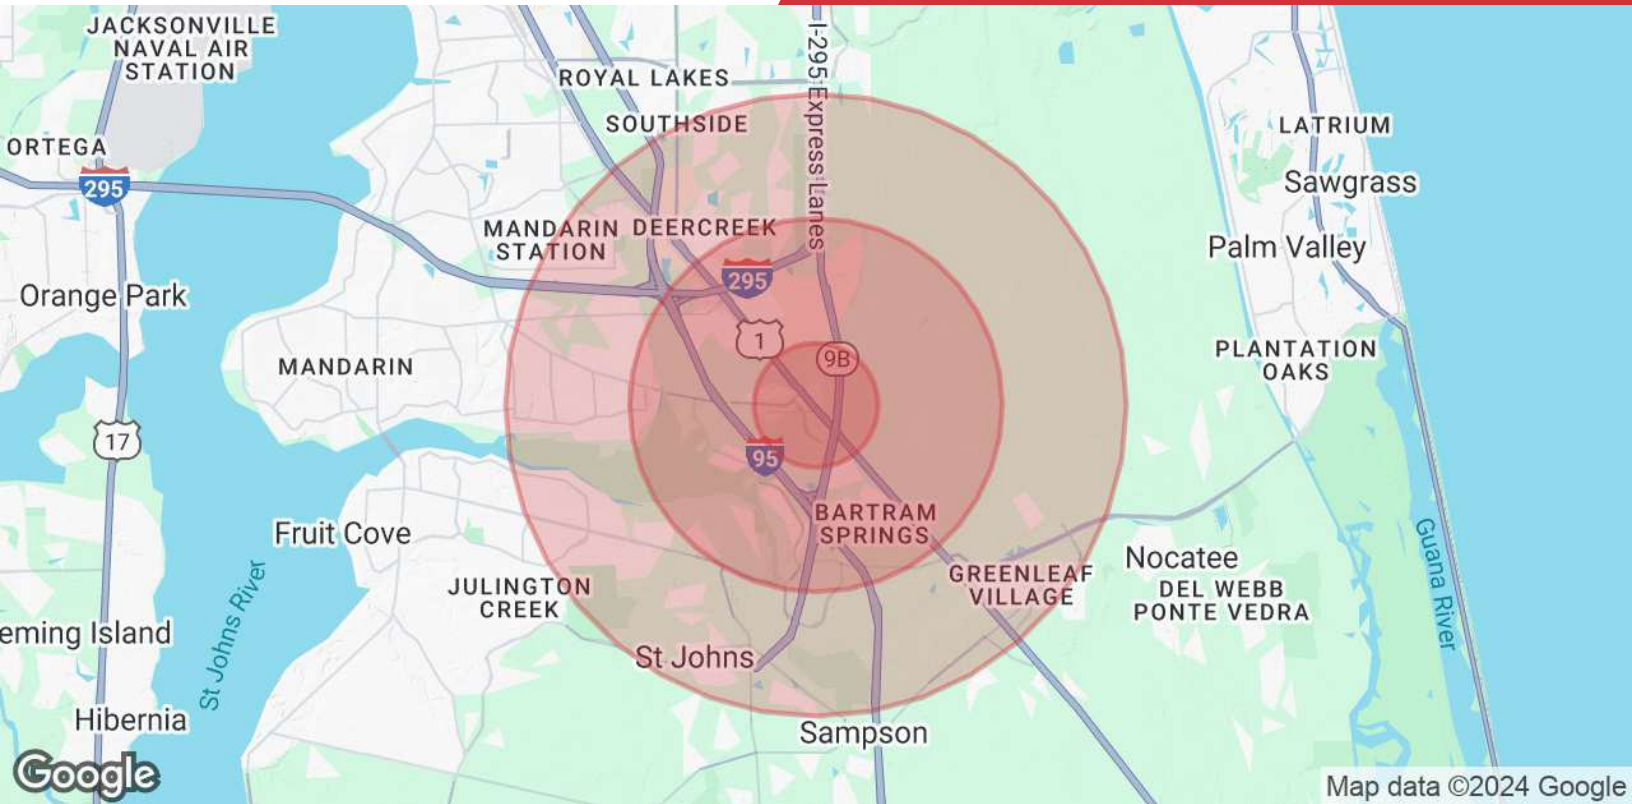 JACKSONVILLE
NAVAL AIR
STATION
ROYAL LAKES
I-295 Express Lanes
SOUTHSIDE
LATRIUM
ORTEGA
295
Sawgrass
MANDARIN
STATION
DEERCREEK
Palm Valley
295
Orange Park
1
9B
PLANTATION
OAKS
MANDARIN
17
95
BARTRAM
SPRINGS
Fruit Cove
Guana River
Nocatee
GREENLEAF
VILLAGE
JULINGTON
CREEK
DEL WEBB
PONTE VEDRA
St Johns River
eming Island
St Johns
Hibernia
Sampson
Google
Map data ©2024 Google